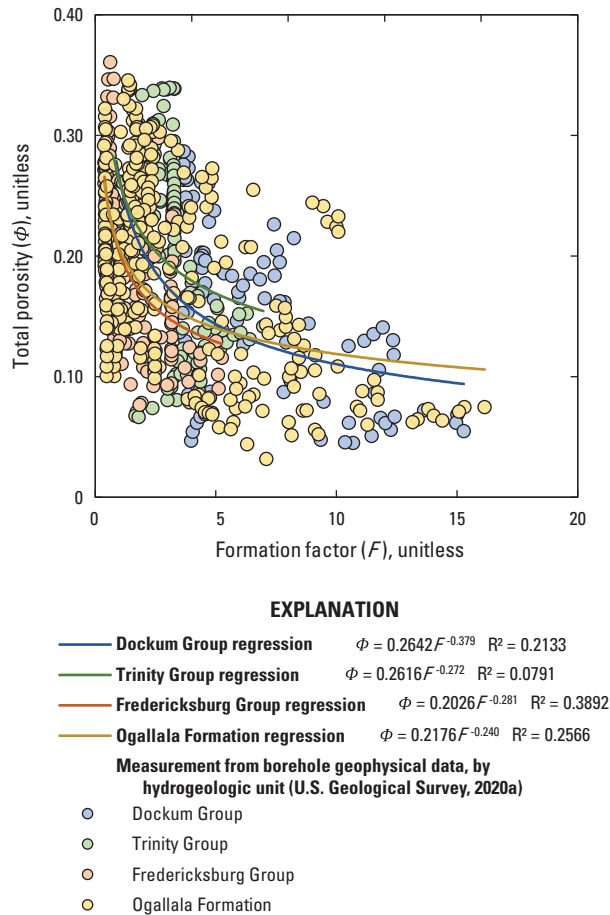 0.40
0.30
0.20
0.10
0
Total porosity (Φ), unitless
0 5 10 15 20
Formation factor (F), unitless
EXPLANATION
Dockum Group regression Φ = 0.2642F^-0.379 R² = 0.2133
Trinity Group regression Φ = 0.2616F^-0.272 R² = 0.0791
Fredericksburg Group regression Φ = 0.2026F^-0.281 R² = 0.3892
Ogallala Formation regression Φ = 0.2176F^-0.240 R² = 0.2566
Measurement from borehole geophysical data, by
hydrogeologic unit (U.S. Geological Survey, 2020a)
Dockum Group
Trinity Group
Fredericksburg Group
Ogallala Formation